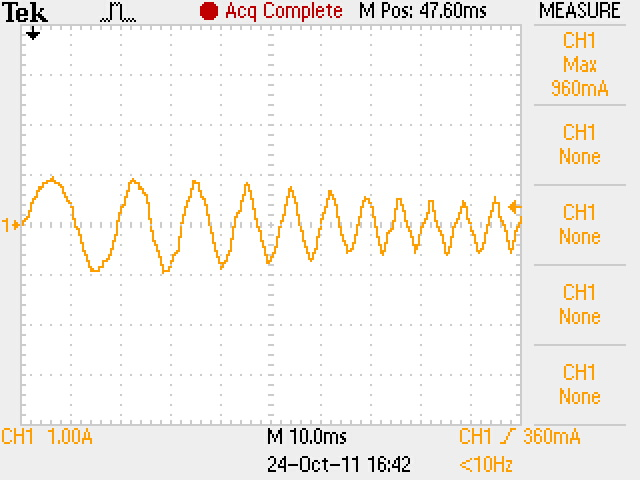 Tek Acq Complete M Pos: 47.60ms MEASURE
CH1
Max
960mA
CH1
None
1
CH1
None
CH1
None
CH1
None
CH1 1.00A M 10.0ms CH1 360mA
24-Oct-11 16:42 <10Hz